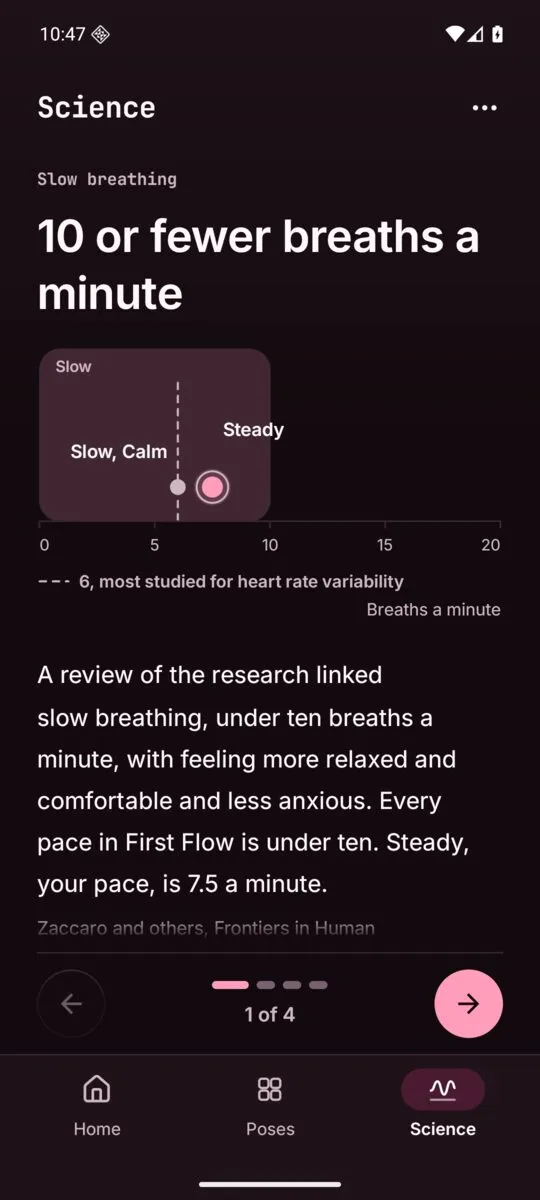 10:47
Science
Slow breathing
10 or fewer breaths a
minute
Slow
Steady
Slow, Calm
0 5 10 15 20
6, most studied for heart rate variability
Breaths a minute
A review of the research linked
slow breathing, under ten breaths a
minute, with feeling more relaxed and
comfortable and less anxious. Every
pace in First Flow is under ten. Steady,
your pace, is 7.5 a minute.
Zaccaro and others, Frontiers in Human
1 of 4
Home Poses Science